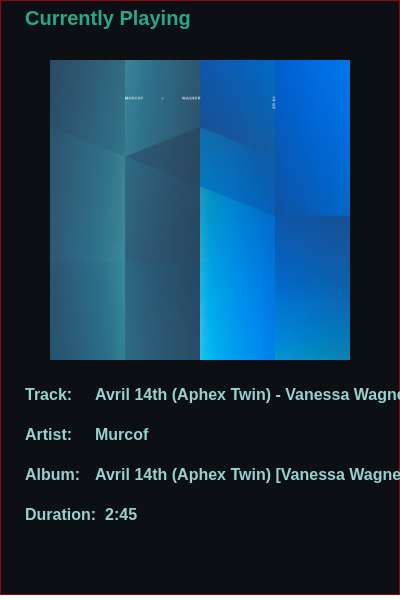 Currently Playing
MURCOF × WAGNER
Track: Avril 14th (Aphex Twin) - Vanessa Wagne
Artist: Murcof
Album: Avril 14th (Aphex Twin) [Vanessa Wagne
Duration: 2:45